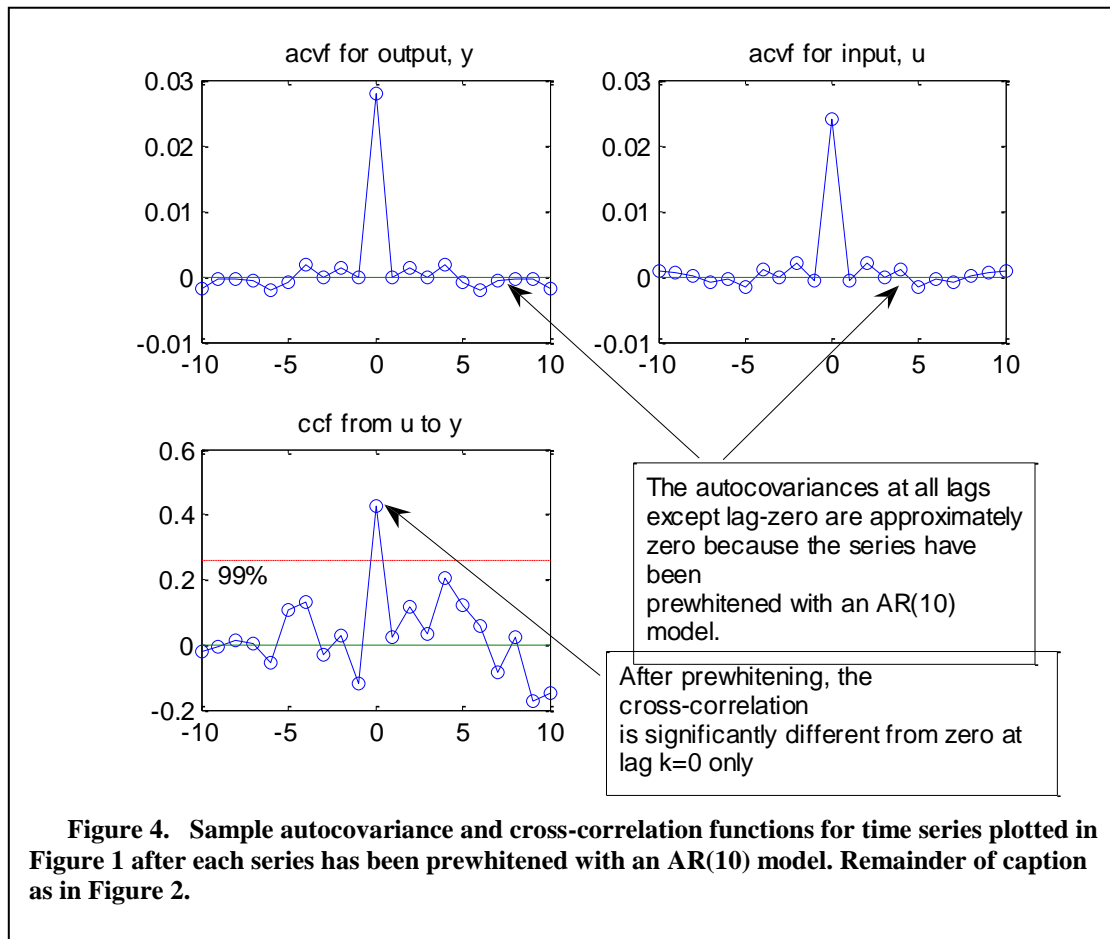 acvf for output, y
0.03
0.02
0.01
0
-0.01
-10 -5 0 5 10
acvf for input, u
0.03
0.02
0.01
0
-0.01
-10 -5 0 5 10
ccf from u to y
0.6
0.4
0.2
0
-0.2
99%
-10 -5 0 5 10
The autocovariances at all lags
except lag-zero are approximately
zero because the series have
been
prewhitened with an AR(10)
model.
After prewhitening, the
cross-correlation
is significantly different from zero at
lag k=0 only
Figure 4. Sample autocovariance and cross-correlation functions for time series plotted in
Figure 1 after each series has been prewhitened with an AR(10) model. Remainder of caption
as in Figure 2.